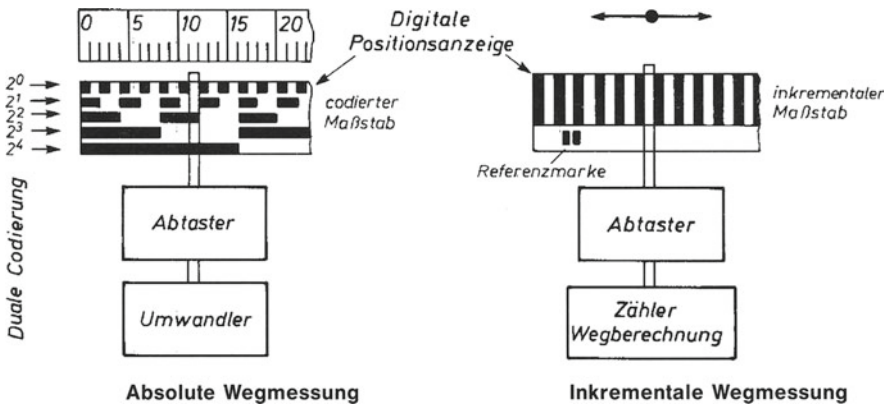 0 5 10 15 20
Digitale
Positionsanzeige
2⁰
2¹
2²
2³
2⁴
Duale Codierung
codierter
Maßstab
Abtaster
Umwandler
Absolute Wegmessung
inkrementaler
Maßstab
Referenzmarke
Abtaster
Zähler
Wegberechnung
Inkrementale Wegmessung